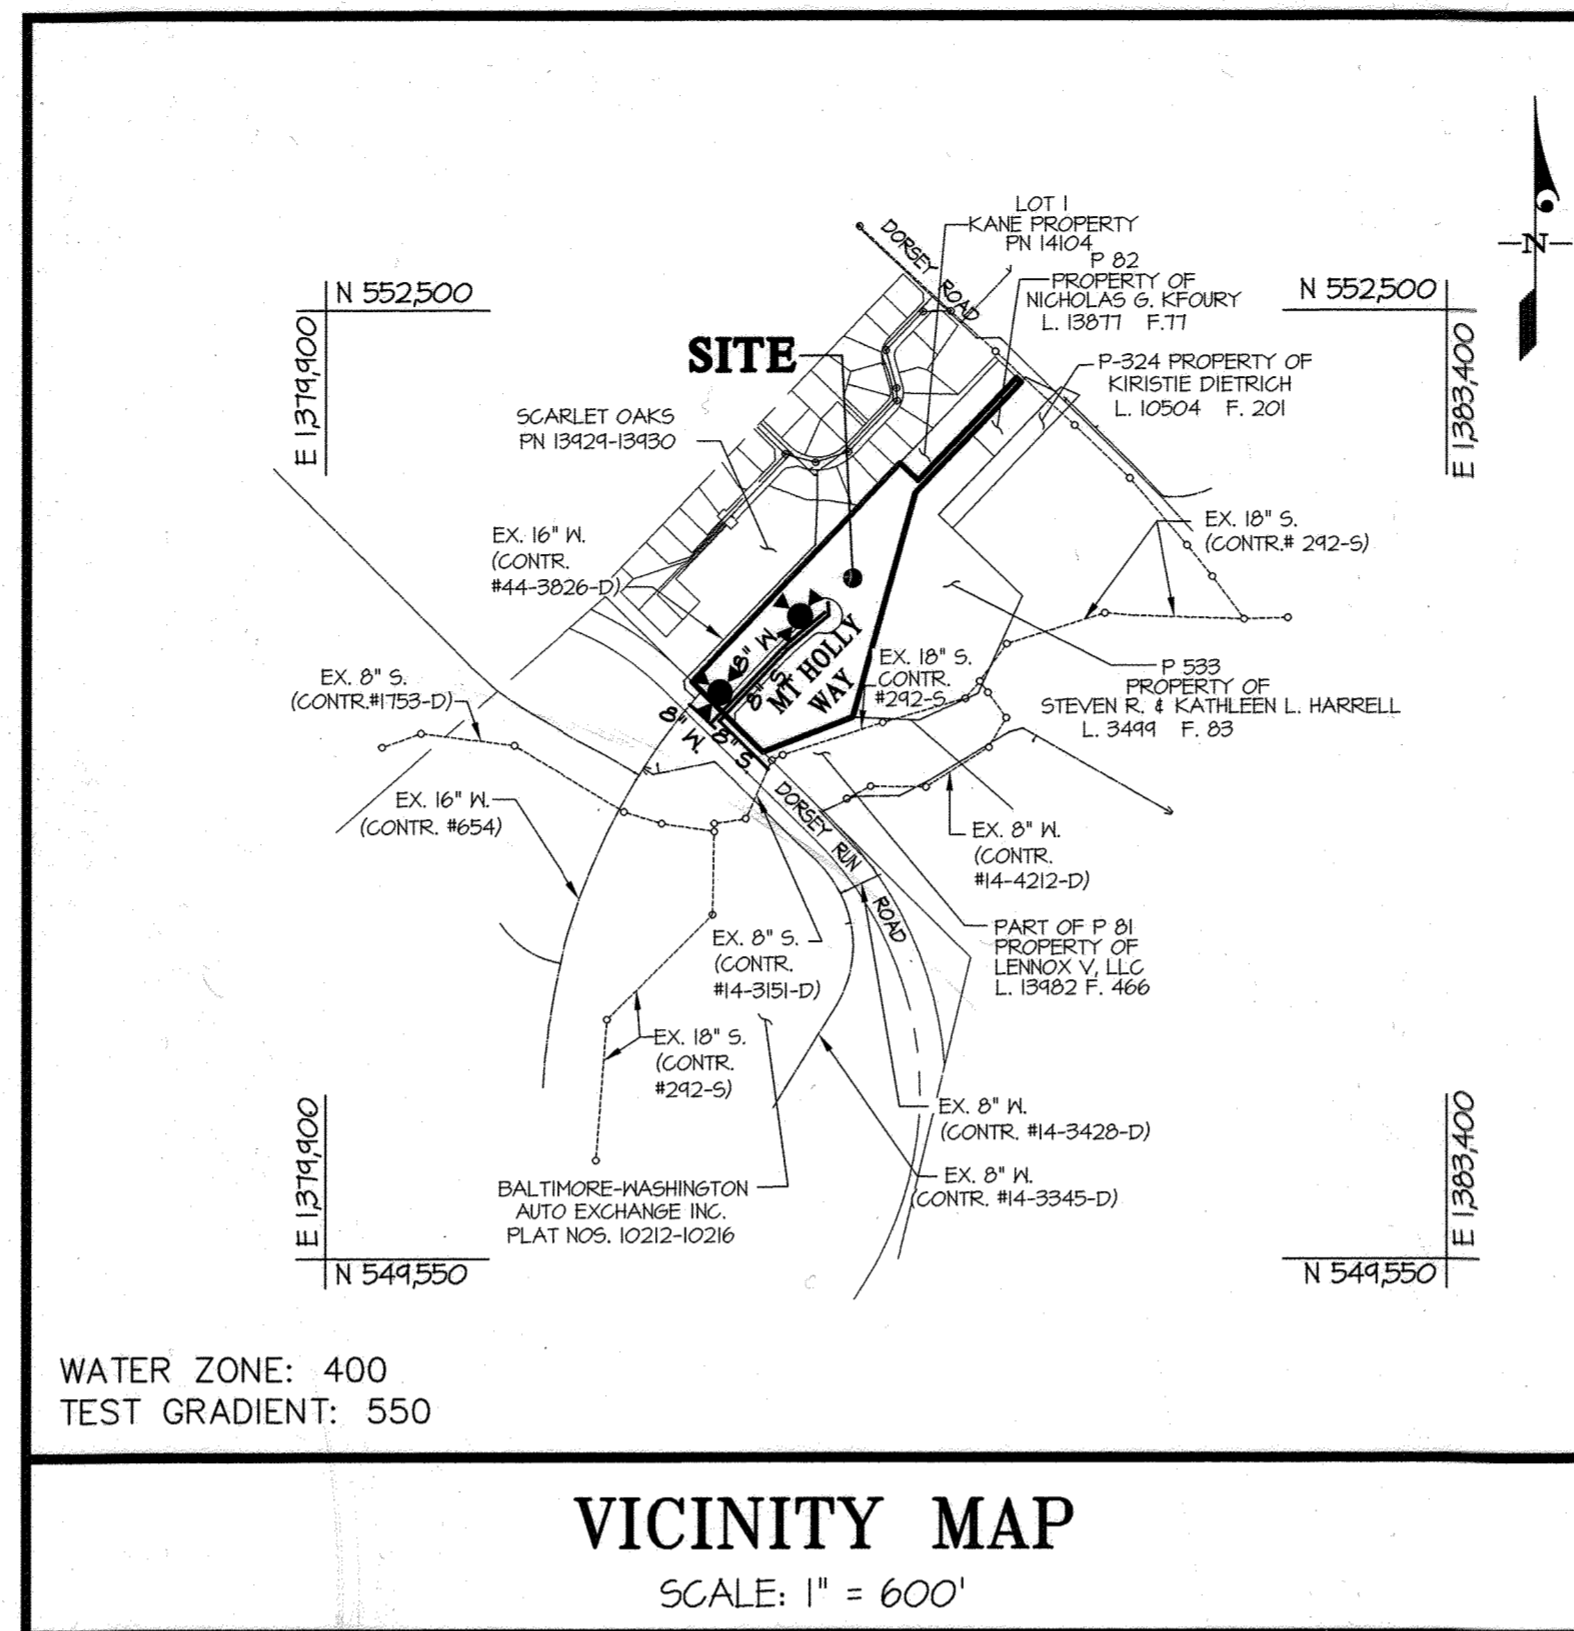 LOT 1
KANE PROPERTY
PN 14104
DORSEY ROAD
P 82
PROPERTY OF
NICHOLAS G. KFOURY
L. 13877 F.77
N 552,500
N 552,500
-N-
E 1,379,900
E 1,383,400
SITE
P-324 PROPERTY OF
KIRISTIE DIETRICH
L. 10504 F. 201
SCARLET OAKS
PN 13929-13930
EX. 16" W.
(CONTR.
#44-3826-D)
EX. 18" S.
(CONTR.# 292-S)
8" W.
8" S.
MT HOLLY
WAY
EX. 18" S.
CONTR.
#292-S
EX. 8" S.
(CONTR.#1753-D)
P 533
PROPERTY OF
STEVEN R. & KATHLEEN L. HARRELL
L. 3499 F. 83
8" W.
8" S.
EX. 16" W.
(CONTR. #654)
DORSEY RUN
ROAD
EX. 8" W.
(CONTR.
#14-4212-D)
EX. 8" S.
(CONTR.
#14-3151-D)
PART OF P 81
PROPERTY OF
LENNOX V, LLC
L. 13982 F. 466
EX. 18" S.
(CONTR.
#292-S)
EX. 8" W.
(CONTR. #14-3428-D)
EX. 8" W.
(CONTR. #14-3345-D)
BALTIMORE-WASHINGTON
AUTO EXCHANGE INC.
PLAT NOS. 10212-10216
E 1,379,900
E 1,383,400
N 549,550
N 549,550
WATER ZONE: 400
TEST GRADIENT: 550
VICINITY MAP
SCALE: 1" = 600'